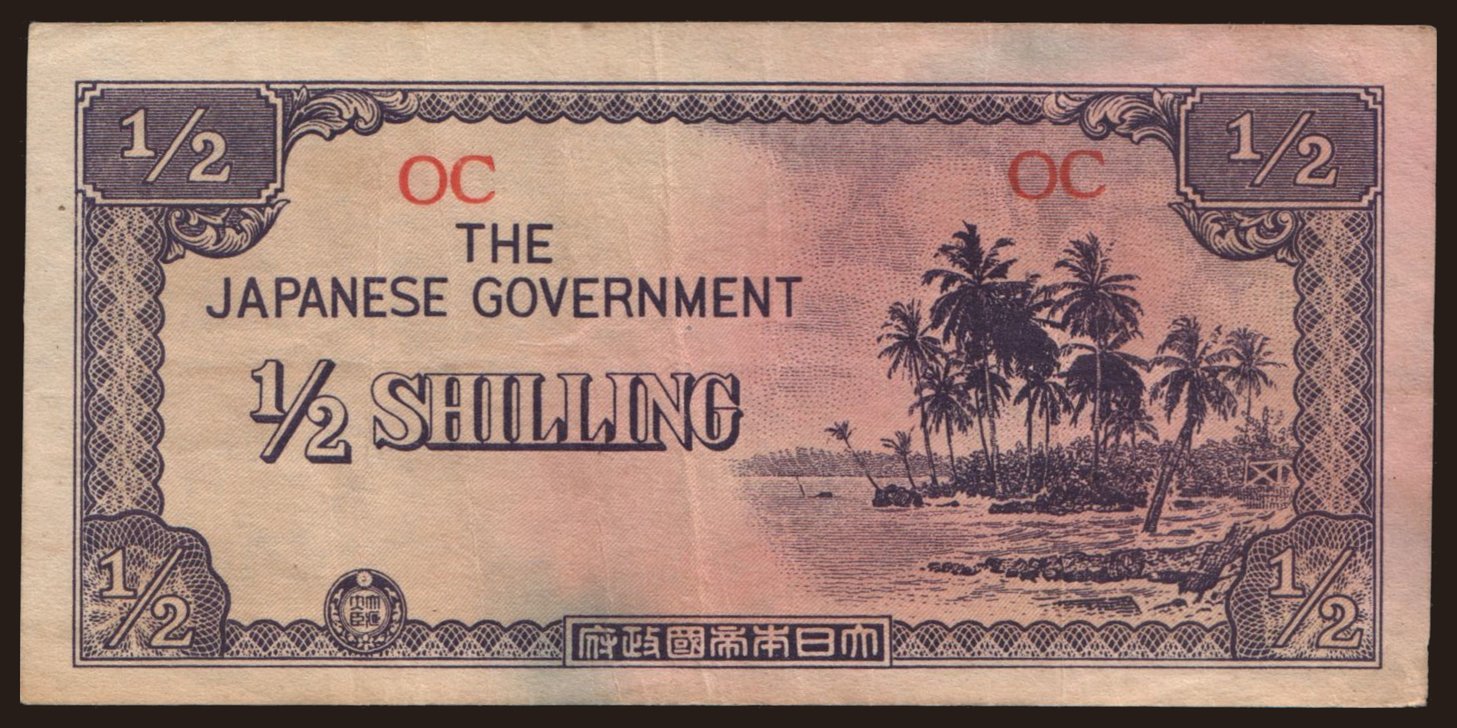 1/2
1/2
OC
OC
THE
JAPANESE GOVERNMENT
1/2 SHILLING
1/2
1/2
府政國帝本日大